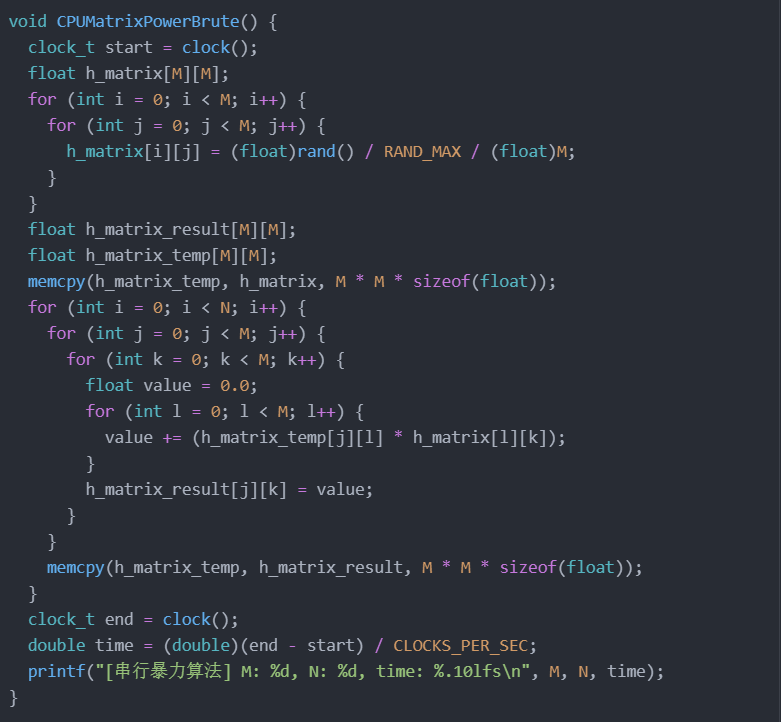 void CPUMatrixPowerBrute() {
  clock_t start = clock();
  float h_matrix[M][M];
  for (int i = 0; i < M; i++) {
    for (int j = 0; j < M; j++) {
      h_matrix[i][j] = (float)rand() / RAND_MAX / (float)M;
    }
  }
  float h_matrix_result[M][M];
  float h_matrix_temp[M][M];
  memcpy(h_matrix_temp, h_matrix, M * M * sizeof(float));
  for (int i = 0; i < N; i++) {
    for (int j = 0; j < M; j++) {
      for (int k = 0; k < M; k++) {
        float value = 0.0;
        for (int l = 0; l < M; l++) {
          value += (h_matrix_temp[j][l] * h_matrix[l][k]);
        }
        h_matrix_result[j][k] = value;
      }
    }
    memcpy(h_matrix_temp, h_matrix_result, M * M * sizeof(float));
  }
  clock_t end = clock();
  double time = (double)(end - start) / CLOCKS_PER_SEC;
  printf("[串行暴力算法] M: %d, N: %d, time: %.10lfs\n", M, N, time);
}